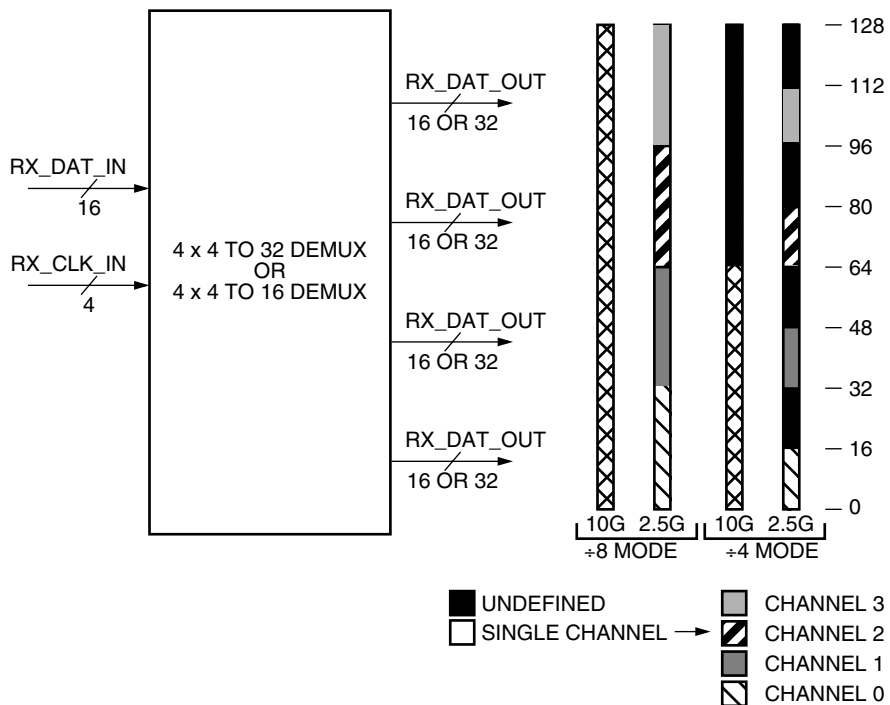 RX_DAT_IN
16
RX_CLK_IN
4
4 x 4 TO 32 DEMUX
OR
4 x 4 TO 16 DEMUX
RX_DAT_OUT
16 OR 32
RX_DAT_OUT
16 OR 32
RX_DAT_OUT
16 OR 32
RX_DAT_OUT
16 OR 32
128
112
96
80
64
48
32
16
0
10G 2.5G 10G 2.5G
÷8 MODE ÷4 MODE
UNDEFINED
SINGLE CHANNEL
CHANNEL 3
CHANNEL 2
CHANNEL 1
CHANNEL 0